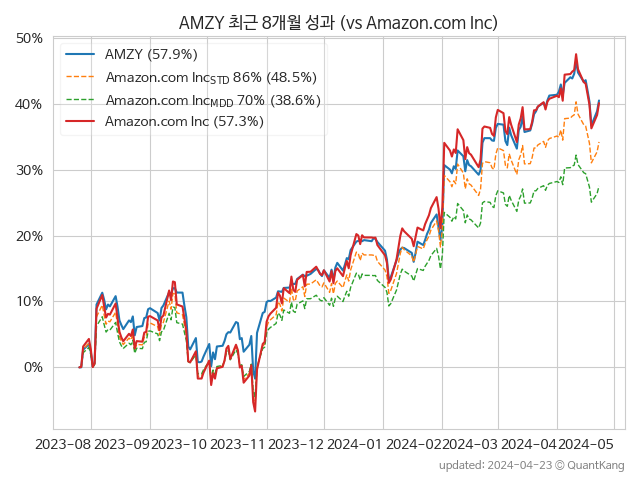 AMZY 최근 8개월 성과 (vs Amazon.com Inc)
50%
40%
30%
20%
10%
0%
AMZY (57.9%)
Amazon.com IncSTD 86% (48.5%)
Amazon.com IncMDD 70% (38.6%)
Amazon.com Inc (57.3%)
2023-08 2023-09 2023-10 2023-11 2023-12 2024-01 2024-02 2024-03 2024-04 2024-05
updated: 2024-04-23 © QuantKang